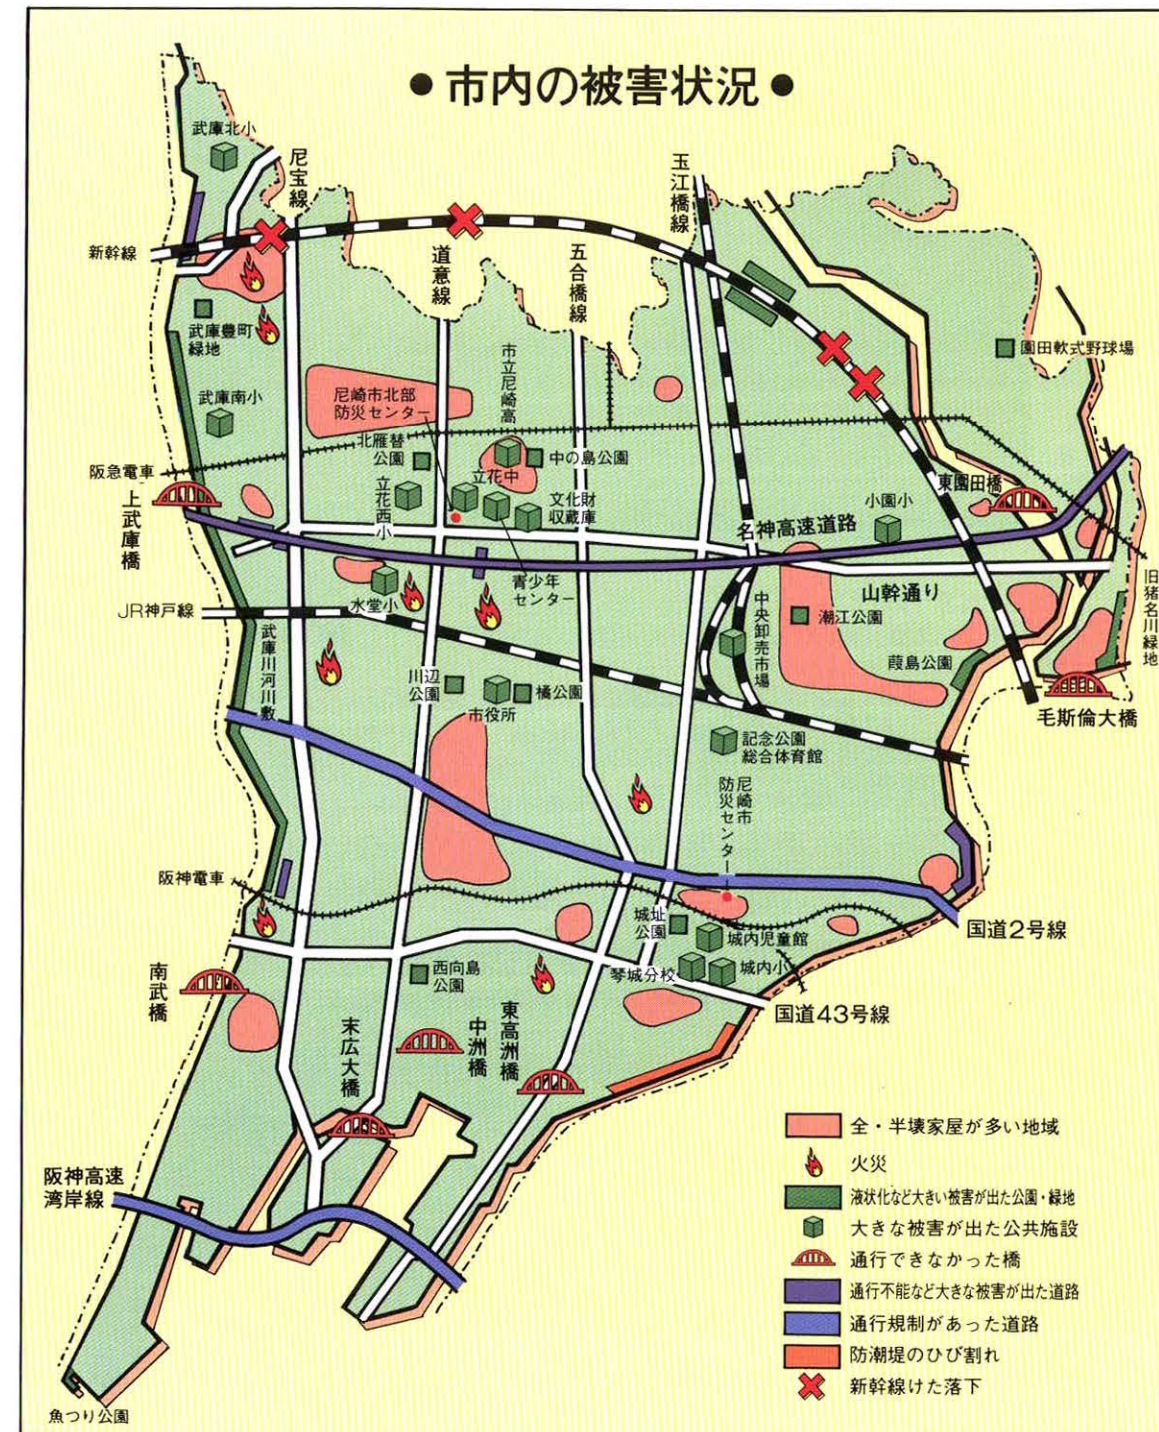 ● 市内の被害状況 ●
武庫北小
尼宝線
玉江橋線
新幹線
道意線
五合橋線
武庫豊町
緑地
市立尼崎高
園田軟式野球場
尼崎市北部
防災センター
武庫南小
北雁替
公園
中の島公園
阪急電車
立花中
立花西小
文化財
収蔵庫
小園小
東園田橋
上武庫橋
名神高速道路
青少年
センター
水堂小
山幹通り
旧猪名川緑地
JR神戸線
武庫川河川敷
中央卸売市場
潮江公園
葭島公園
川辺
公園
橘公園
市役所
毛斯倫大橋
記念公園
総合体育館
尼崎市
防災センター
阪神電車
城址
公園
城内児童館
国道2号線
琴城分校
城内小
西向島
公園
南武橋
国道43号線
末広大橋
中洲橋
東高洲橋
阪神高速
湾岸線
魚つり公園
全・半壊家屋が多い地域
火災
液状化など大きい被害が出た公園・緑地
大きな被害が出た公共施設
通行できなかった橋
通行不能など大きな被害が出た道路
通行規制があった道路
防潮堤のひび割れ
新幹線けた落下